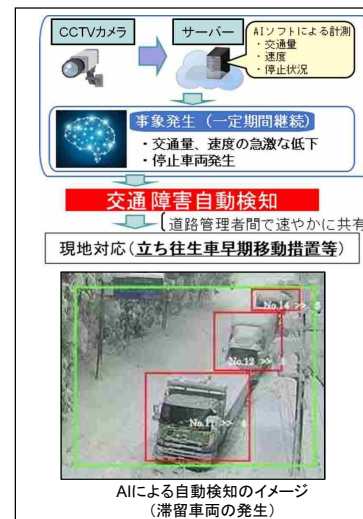 CCTVカメラ
サーバー
AIソフトによる計測
・交通量
・速度
・停止状況
事象発生（一定期間継続）
・交通量、速度の急激な低下
・停止車両発生
交通障害自動検知
道路管理者間で速やかに共有
現地対応(立ち往生車早期移動措置等)
No.14 >>
No.12 >>
No.11 >> 4
AIによる自動検知のイメージ
（滞留車両の発生）